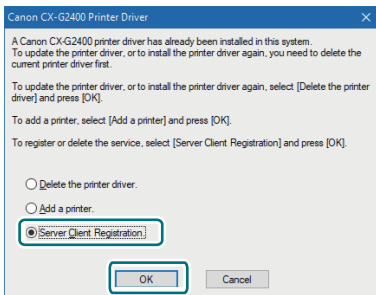 Canon CX-G2400 Printer Driver
A Canon CX-G2400 printer driver has already been installed in this system.
To update the printer driver, or to install the printer driver again, you need to delete the
current printer driver first.
To update the printer driver, or to install the printer driver again, select [Delete the printer
driver] and press [OK].
To add a printer, select [Add a printer] and press [OK].
To register or delete the service, select [Server Client Registration] and press [OK].
Delete the printer driver.
Add a printer.
Server Client Registration.
OK Cancel